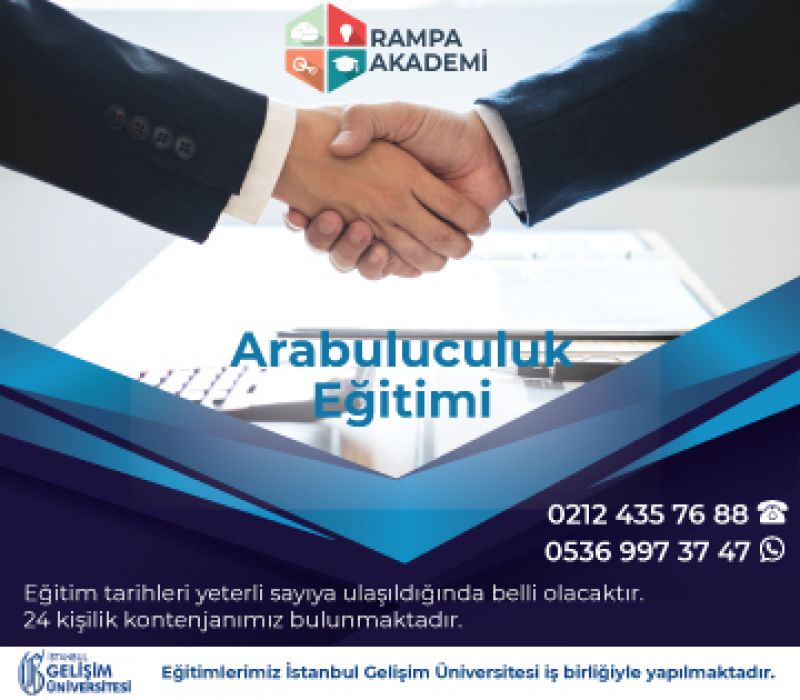 RAMPA
AKADEMİ
Arabuluculuk
Eğitimi
0212 435 76 88
0536 997 37 47
Eğitim tarihleri yeterli sayıya ulaşıldığında belli olacaktır.
24 kişilik kontenjanımız bulunmaktadır.
İSTANBUL
GELİŞİM
ÜNİVERSİTESİ
Eğitimlerimiz İstanbul Gelişim Üniversitesi iş birliğiyle yapılmaktadır.